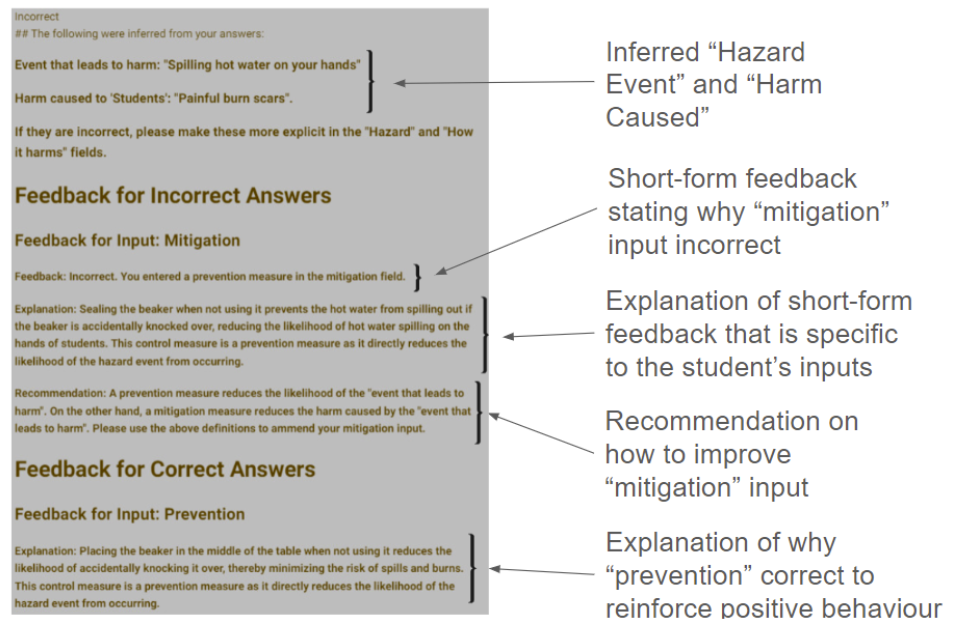 Incorrect
## The following were inferred from your answers:
Event that leads to harm: "Spilling hot water on your hands"
Harm caused to 'Students': "Painful burn scars".
If they are incorrect, please make these more explicit in the "Hazard" and "How
it harms" fields.
Feedback for Incorrect Answers
Feedback for Input: Mitigation
Feedback: Incorrect. You entered a prevention measure in the mitigation field.
Explanation: Sealing the beaker when not using it prevents the hot water from spilling out if
the beaker is accidentally knocked over, reducing the likelihood of hot water spilling on the
hands of students. This control measure is a prevention measure as it directly reduces the
likelihood of the hazard event from occurring.
Recommendation: A prevention measure reduces the likelihood of the "event that leads to
harm". On the other hand, a mitigation measure reduces the harm caused by the "event that
leads to harm". Please use the above definitions to ammend your mitigation input.
Feedback for Correct Answers
Feedback for Input: Prevention
Explanation: Placing the beaker in the middle of the table when not using it reduces the
likelihood of accidentally knocking it over, thereby minimizing the risk of spills and burns.
This control measure is a prevention measure as it directly reduces the likelihood of the
hazard event from occurring.
Inferred “Hazard
Event” and “Harm
Caused”
Short-form feedback
stating why “mitigation”
input incorrect
Explanation of short-form
feedback that is specific
to the student’s inputs
Recommendation on
how to improve
“mitigation” input
Explanation of why
“prevention” correct to
reinforce positive behaviour